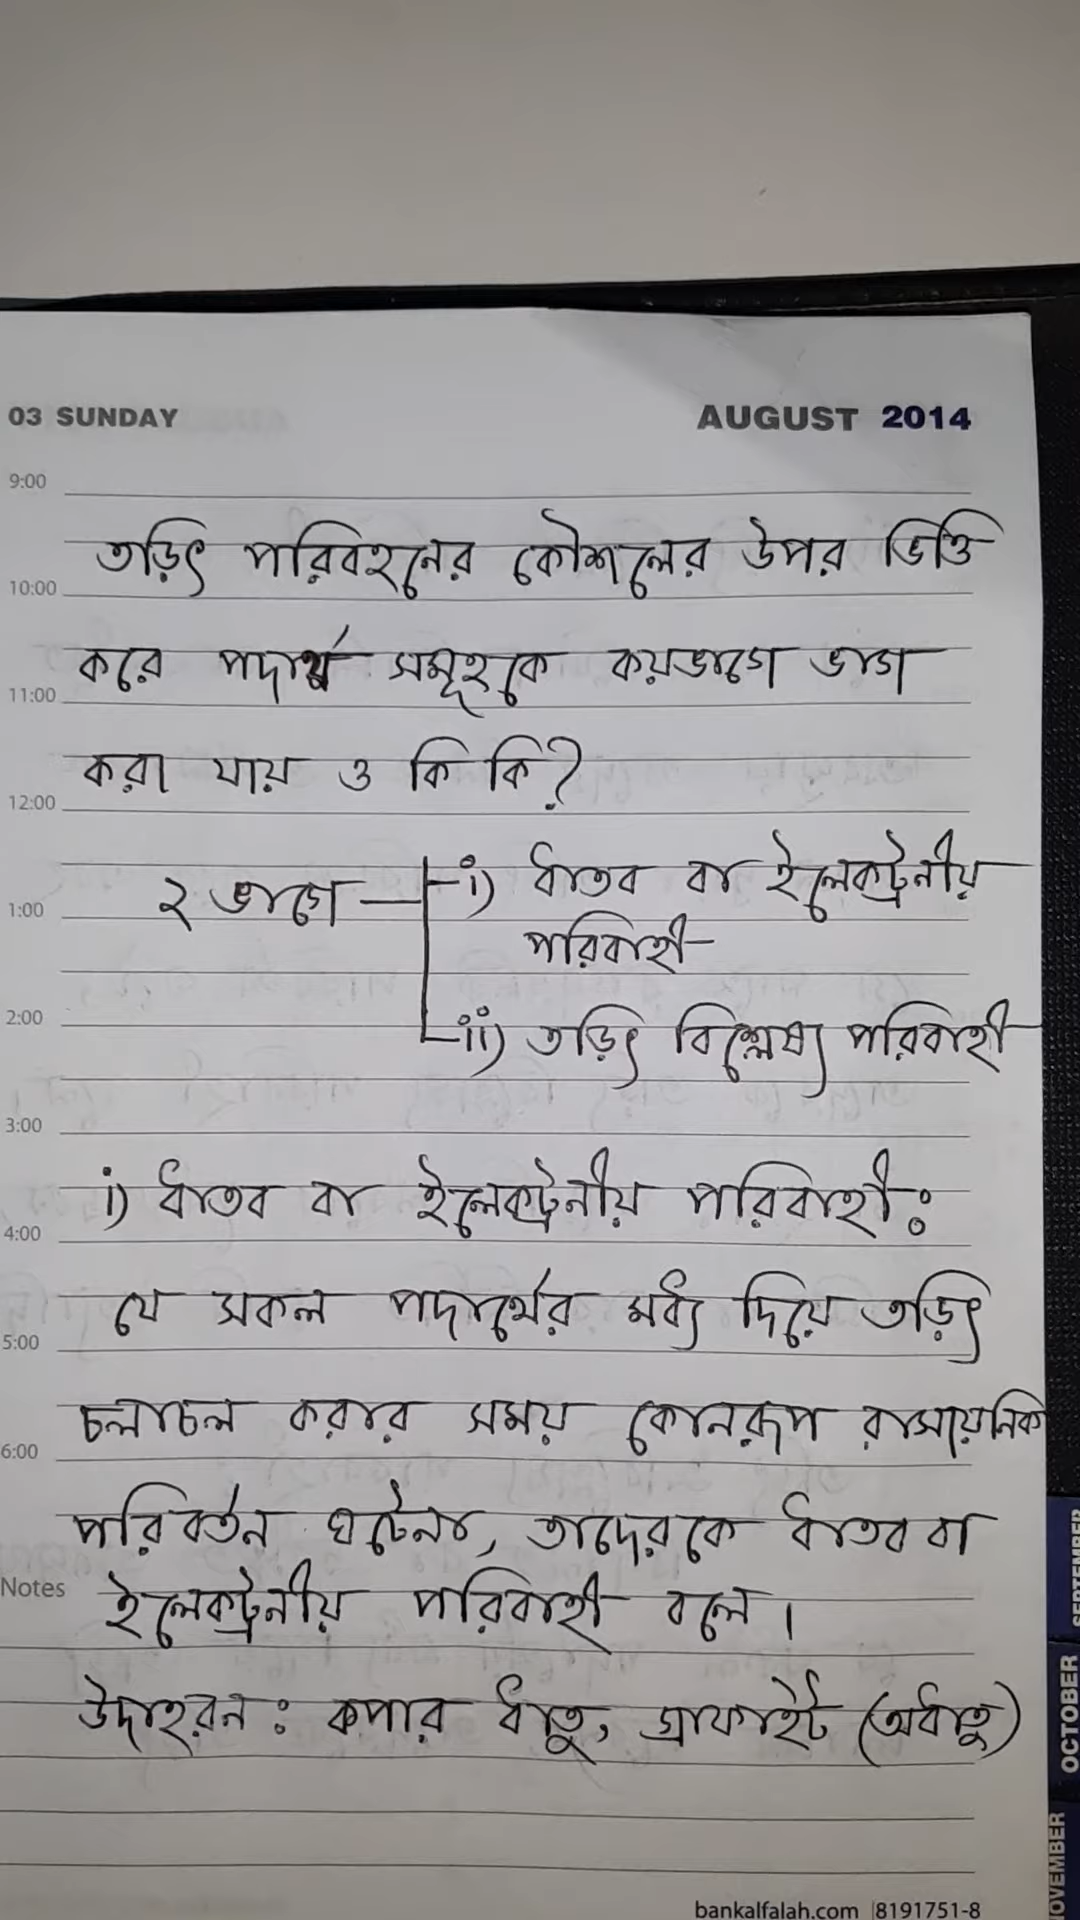 03 SUNDAY AUGUST 2014
9:00
তড়িৎ পরিবহনের কৌশলের উপর ভিত্তি
10:00
করে পদার্থ সমূহকে কয়ভাগে ভাগ
11:00
করা যায় ও কি কি?
12:00
২ ভাগে i) ধাতব বা ইলেকট্রনীয়
1:00
পরিবাহী
2:00
ii) তড়িৎ বিশ্লেষ্য পরিবাহী
3:00
i) ধাতব বা ইলেকট্রনীয় পরিবাহী:
4:00
যে সকল পদার্থের মধ্য দিয়ে তড়িৎ
5:00
চলাচল করার সময় কোনরূপ রাসায়েনিক
6:00
পরিবর্তন ঘটেনা, তাদেরকে ধাতব বা
Notes ইলেকট্রনীয় পরিবাহী বলে।
উদাহরন: কপার ধাতু, গ্রাফাইট (অধাতু)
SEPTEMBER
OCTOBER
NOVEMBER
bankalfalah.com |8191751-8